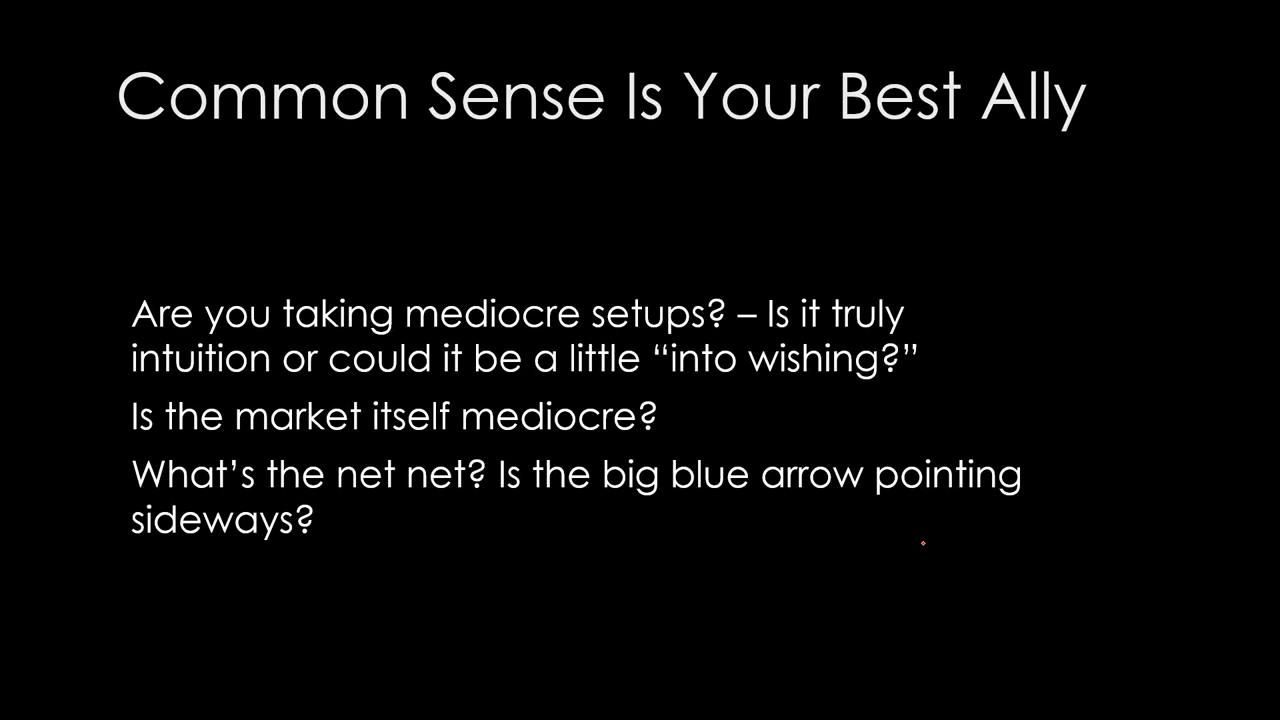 Common Sense Is Your Best Ally
Are you taking mediocre setups? – Is it truly
intuition or could it be a little “into wishing?”
Is the market itself mediocre?
What’s the net net? Is the big blue arrow pointing
sideways?